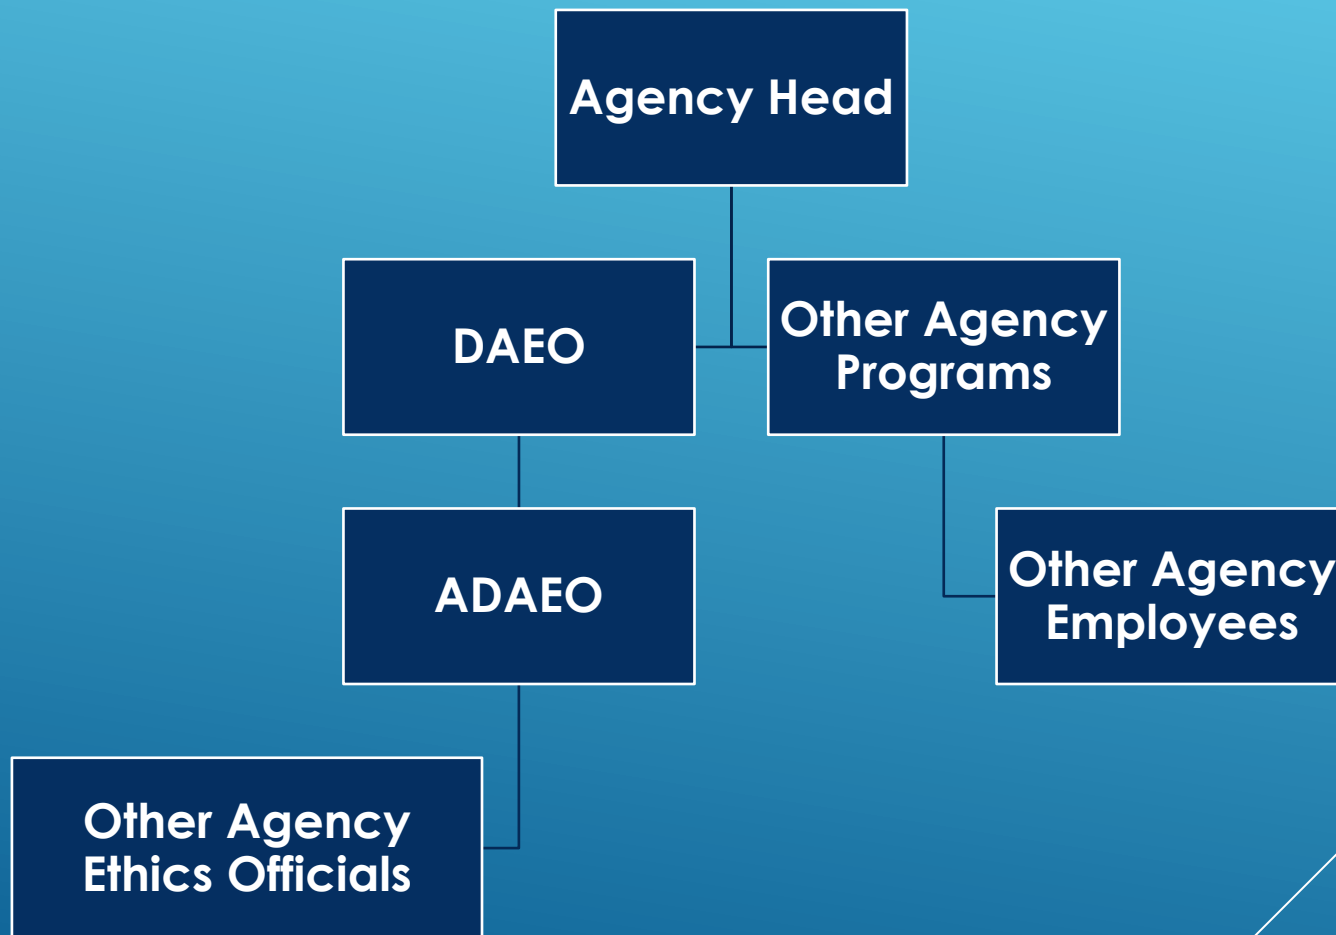 Agency Head
DAEO
Other Agency
Programs
ADAEO
Other Agency
Employees
Other Agency
Ethics Officials